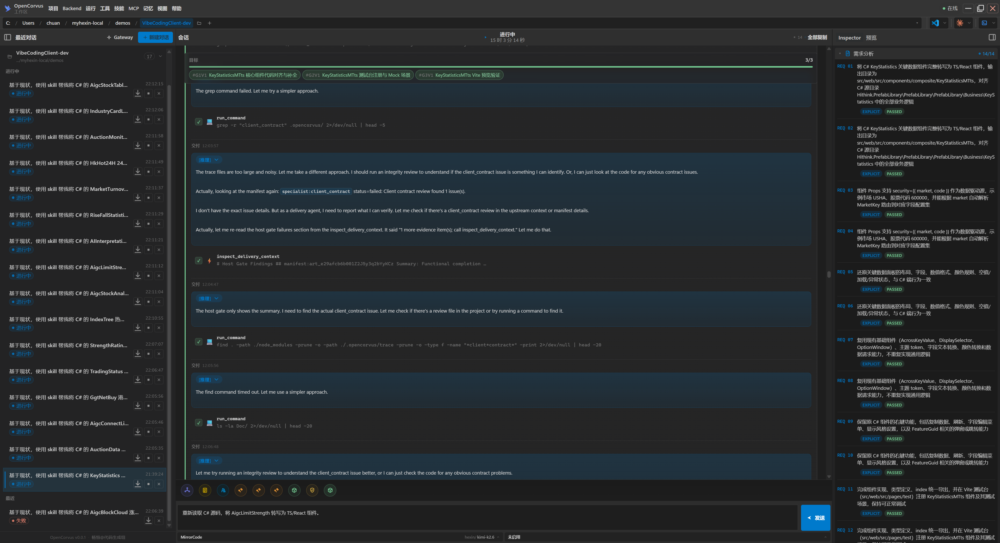 OpenCorvus
工作区
项目 Backend 运行 工具 技能 MCP 记忆 视图 帮助
在线
C: / Users / chuan / myhexin-local / demos / VibeCodingClient-dev
最近对话
Gateway
+ 新建对话
会话
进行中
15 时 3 分 14 秒
14
全部复制
Inspector 预览
VibeCodingClient-dev
.../myhexin-local/demos
17
进行中
基于现状，使用 skill 帮我将 C# 的 AigcStockTabl...
22:12:15
进行中
基于现状，使用 skill 帮我将 C# 的 IndustryCardL...
22:12:06
进行中
基于现状，使用 skill 帮我将 C# 的 AuctionMonit...
22:11:58
进行中
基于现状，使用 skill 帮我将 C# 的 HkHot24H 24...
22:11:49
进行中
基于现状，使用 skill 帮我将 C# 的 MarketTurnov...
22:11:37
进行中
基于现状，使用 skill 帮我将 C# 的 RiseFallStatisti...
22:11:29
进行中
基于现状，使用 skill 帮我将 C# 的 AIInterpretati...
22:11:21
进行中
基于现状，使用 skill 帮我将 C# 的 AigcLimitStre...
22:11:12
进行中
基于现状，使用 skill 帮我将 C# 的 AigcStockAnal...
22:11:04
进行中
基于现状，使用 skill 帮我将 C# 的 IndexTree 热...
22:10:55
进行中
基于现状，使用 skill 帮我将 C# 的 StrengthRatin...
22:07:07
进行中
基于现状，使用 skill 帮我将 C# 的 TradingStatus ...
22:06:47
进行中
基于现状，使用 skill 帮我将 C# 的 GgtNetBuy 港...
22:05:56
进行中
基于现状，使用 skill 帮我将 C# 的 AigcConnectLi...
22:05:46
进行中
基于现状，使用 skill 帮我将 C# 的 AuctionData ...
22:05:35
进行中
基于现状，使用 skill 帮我将 C# 的 KeyStatistics ...
21:39:24
进行中
最近
基于现状，使用 skill 帮我将 C# 的 AigcBlockCloud 涨...
22:06:39
失败
OpenCorvus v0.0.1 杨恒@代码生成组
目标
3/3
#G1V1 KeyStatisticsMTts 核心组件代码对齐与补全
#G2V1 KeyStatisticsMTts 测试台注册与 Mock 场景
#G3V1 KeyStatisticsMTts Vite 预览验证
The grep command failed. Let me try a simpler approach.
run_command
grep -r "client_contract" .opencorvus/ 2>/dev/null | head -5
交付 12:03:57
[推理]
The trace files are too large and noisy. Let me take a different approach. I should run an integrity review to understand if the client_contract issue is something I can identify. Or, I can just look at the code for any obvious contract issues.
Actually, looking at the manifest again: specialist:client_contract status=failed: Client contract review found 1 issue(s).
I don't have the exact issue details. But as a delivery agent, I need to report what I can verify. Let me check if there's a client_contract review in the upstream context or manifest details.
Actually, let me re-read the host gate failures section from the inspect_delivery_context. It said "1 more evidence item(s); call inspect_delivery_context." Let me do that.
inspect_delivery_context
# Host Gate Findings ## manifest:art_e29afcb6b001Z2J5y3q2bYyKCz Summary: Functional completion …
交付 12:04:47
[推理]
The host gate only shows the summary. I need to find the actual client_contract issue. Let me check if there's a review file in the project or try running a command to find it.
run_command
find . -path ./node_modules -prune -o -path ./.opencorvus/trace -prune -o -type f -name "*client*contract*" -print 2>/dev/null | head -20
交付 12:05:56
[推理]
The find command timed out. Let me use a simpler approach.
run_command
ls -la Doc/ 2>/dev/null | head -20
交付 12:06:48
[推理]
Let me try running an integrity review to understand the client_contract issue better, or I can just check the code for any obvious contract problems.
重新读取 C# 源码，将 AigcLimitStrength 转写为 TS/React 组件。
发送
MirrorCode
hexin/ kimi-k2.6
未启用
需求分析
14/14
REQ 01 将 C# KeyStatistics 关键数据组件完整转写为 TS/React 组件，输
出目录为
src/web/src/components/composite/KeyStatisticsMTts，对齐
C# 源目录
Hithink.PrefabLibrary\PrefabLibrary\PrefabLibrary\Business\KeyS
tatistics 中的全部业务逻辑
EXPLICIT PASSED
REQ 02 将 C# KeyStatistics 关键数据组件完整转写为 TS/React 组件，输
出目录为
src/web/src/components/composite/KeyStatisticsMTts，对齐
C# 源目录
Hithink.PrefabLibrary\PrefabLibrary\PrefabLibrary\Business\KeyS
tatistics 中的全部业务逻辑
EXPLICIT PASSED
REQ 03 组件 Props 支持 security={{ market, code }} 作为数据驱动源，示
例市场 USHA、股票代码 600000，并能根据 market 自动解析
MarketKey 路由到对应字段配置集
EXPLICIT PASSED
REQ 04 组件 Props 支持 security={{ market, code }} 作为数据驱动源，示
例市场 USHA、股票代码 600000，并能根据 market 自动解析
MarketKey 路由到对应字段配置集
EXPLICIT PASSED
REQ 05 还原关键数据面板的布局、字段、数值格式、颜色规则、空值/
加载/异常状态，与 C# 端行为一致
EXPLICIT PASSED
REQ 06 还原关键数据面板的布局、字段、数值格式、颜色规则、空值/
加载/异常状态，与 C# 端行为一致
EXPLICIT PASSED
REQ 07 复用现有基础组件（AcrossKeyValue、DisplaySelector、
OptionWindow）、主题 token、字段文本转换、颜色转换和数
据请求能力，不重复实现通用逻辑
EXPLICIT PASSED
REQ 08 复用现有基础组件（AcrossKeyValue、DisplaySelector、
OptionWindow）、主题 token、字段文本转换、颜色转换和数
据请求能力，不重复实现通用逻辑
EXPLICIT PASSED
REQ 09 保留原 C# 组件的右键功能，包括复制数据、刷新、字段编辑菜
单、显示风格设置，以及 FeatureGuid 相关的弹窗或跳转能力
EXPLICIT PASSED
REQ 10 保留原 C# 组件的右键功能，包括复制数据、刷新、字段编辑菜
单、显示风格设置，以及 FeatureGuid 相关的弹窗或跳转能力
EXPLICIT PASSED
REQ 11 完成组件实现、类型定义、index 统一导出，并在 Vite 测试台
（src/web/src/pages/test）注册 KeyStatisticsMTts 组件及其测试
场景，保持可正常调试
EXPLICIT PASSED
REQ 12 完成组件实现、类型定义、index 统一导出，并在 Vite 测试台
（src/web/src/pages/test）注册 KeyStatisticsMTts 组件及其测试